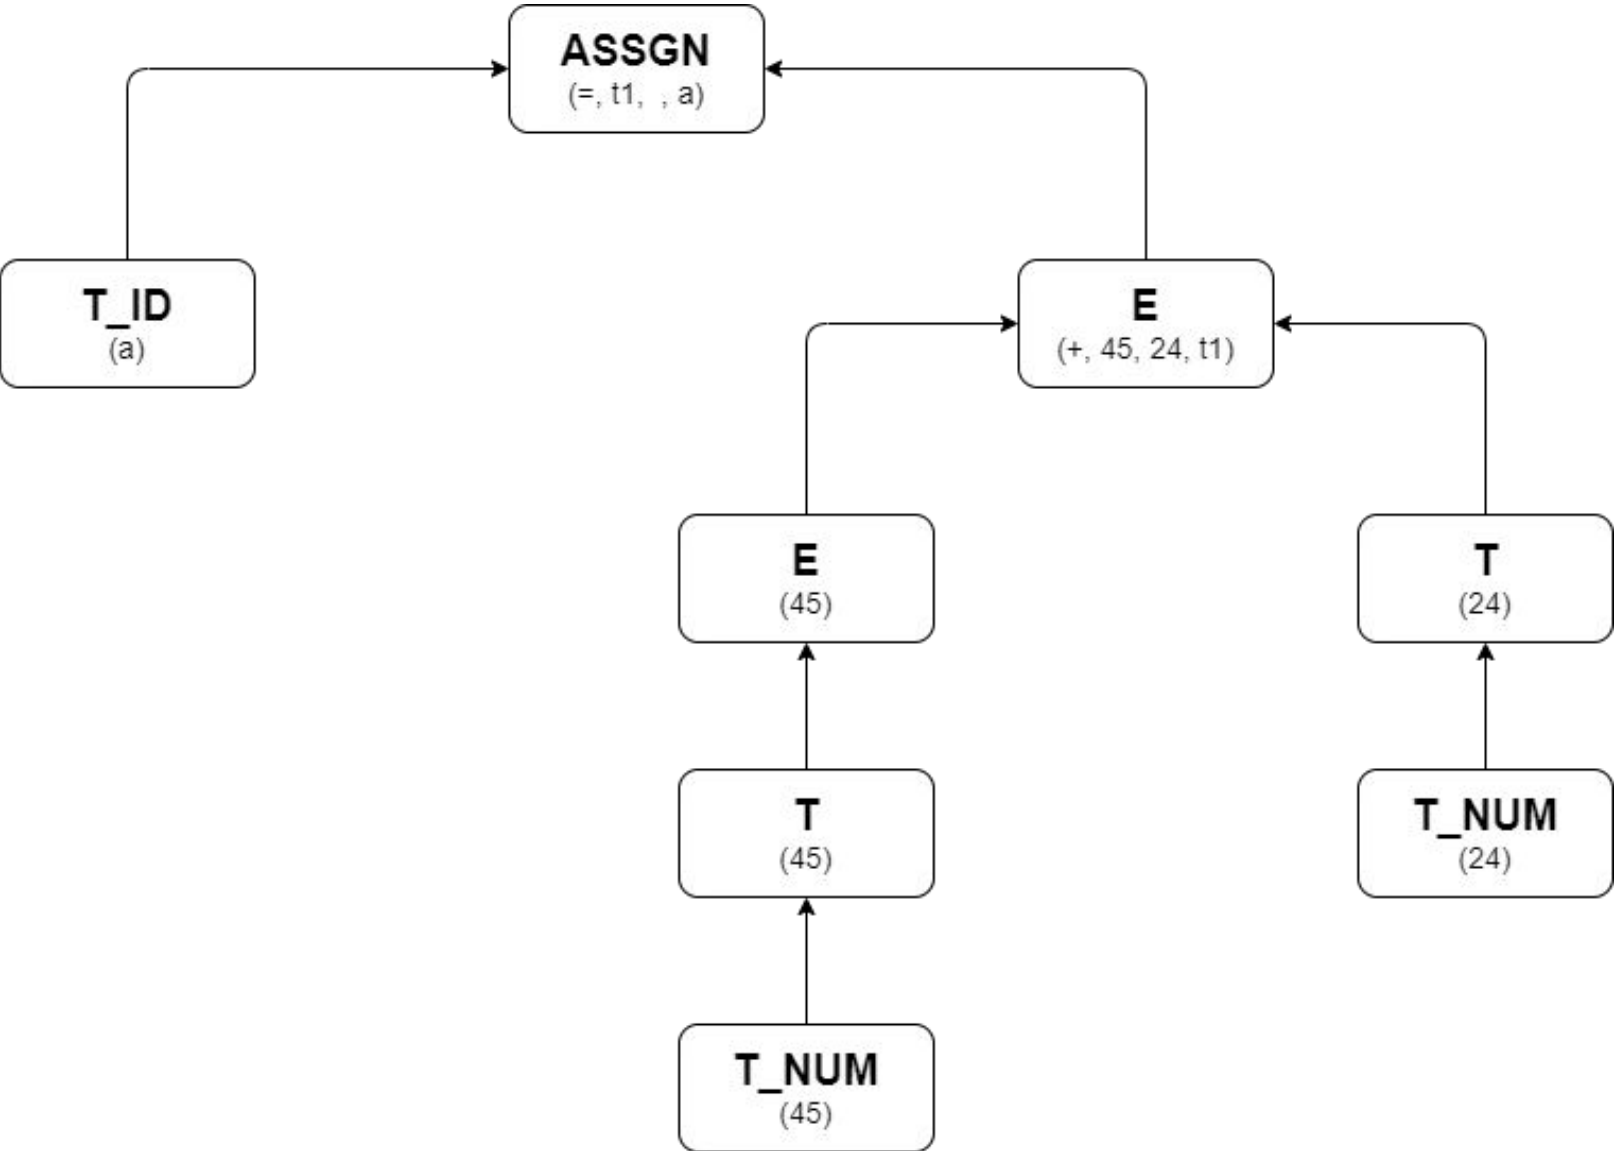 ASSGN
(=, t1,  , a)
T_ID
(a)
E
(+, 45, 24, t1)
E
(45)
T
(24)
T
(45)
T_NUM
(24)
T_NUM
(45)